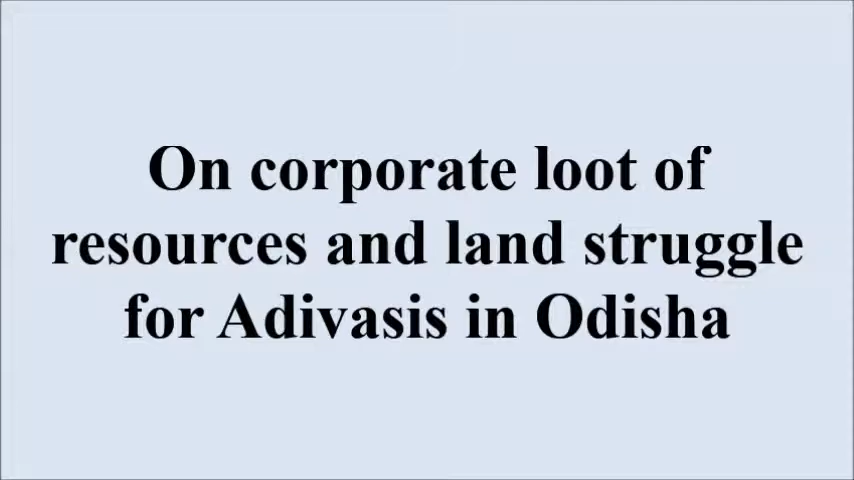 On corporate loot of
resources and land struggle
for Adivasis in Odisha